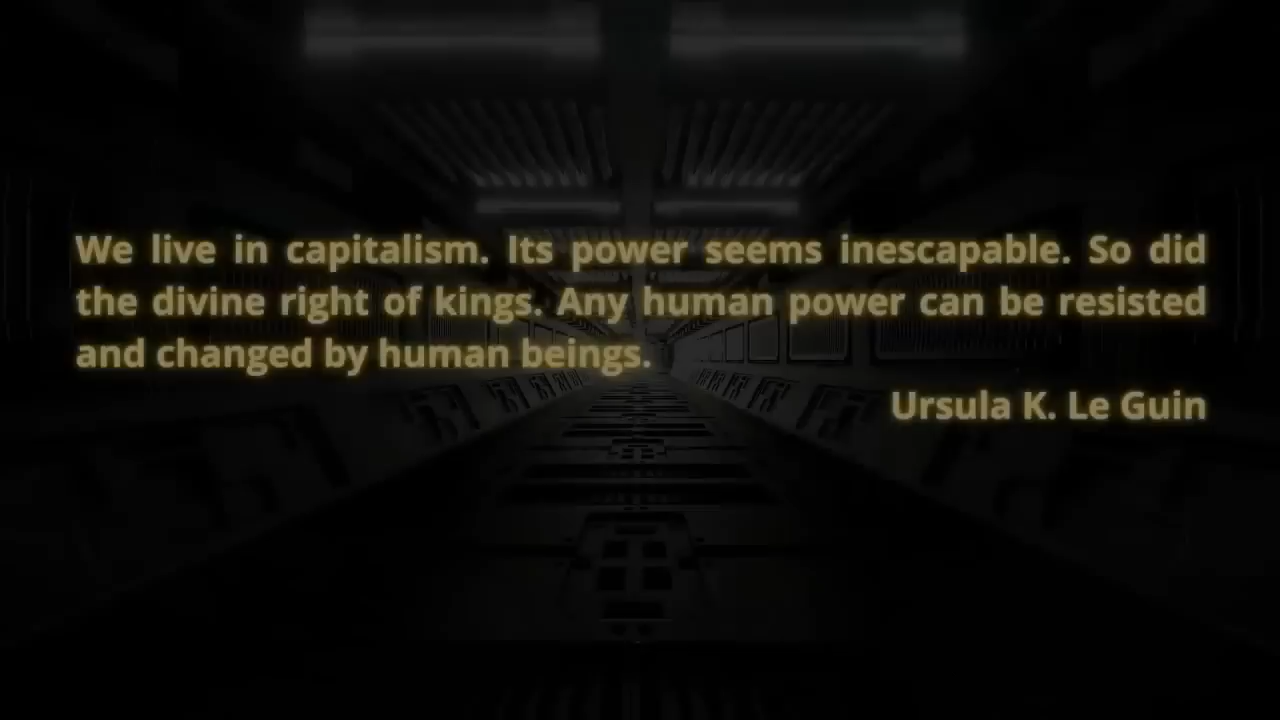 We live in capitalism. Its power seems inescapable. So did
the divine right of kings. Any human power can be resisted
and changed by human beings.
Ursula K. Le Guin